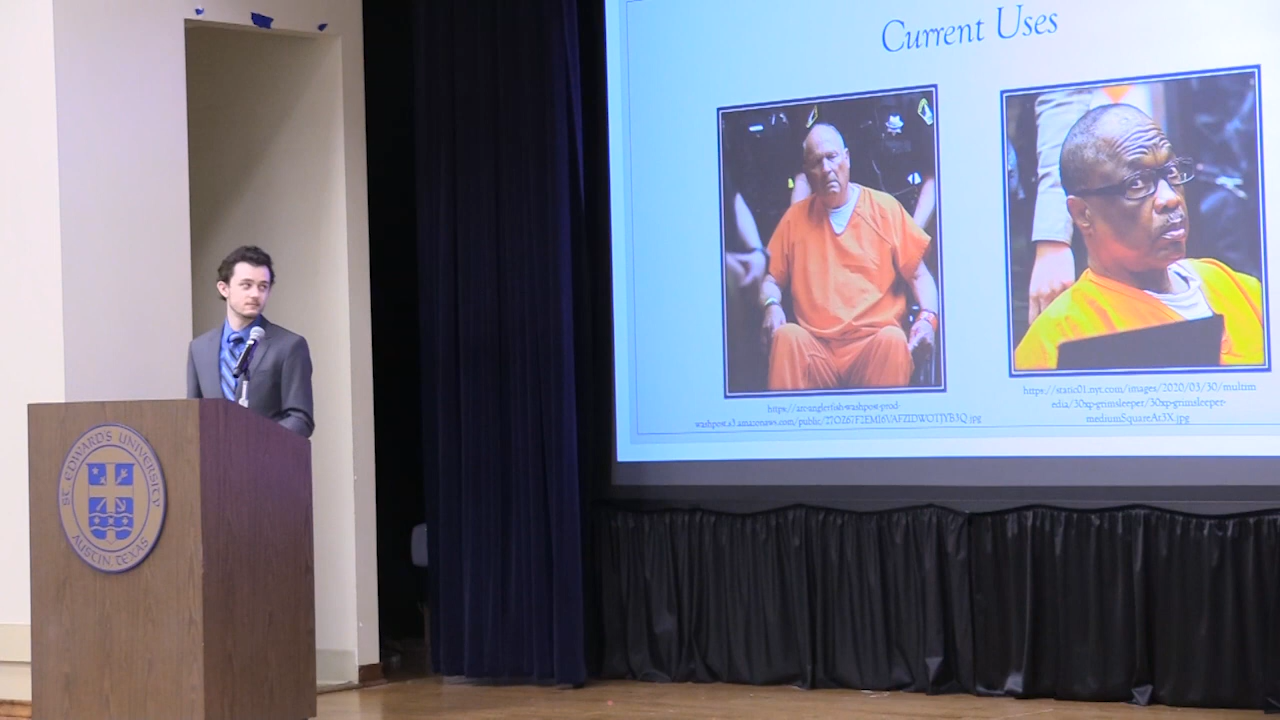 Current Uses
https://arc-anglerfish-washpost-prod-
washpost.s3.amazonaws.com/public/27OZ67F2EMI6VAFZIDWOTJYB3Q.jpg
https://static01.nyt.com/images/2020/03/30/multim
edia/30xp-grimsleeper/30xp-grimsleeper-
mediumSquareAt3X.jpg
ST. EDWARD'S UNIVERSITY
AUSTIN, TEXAS